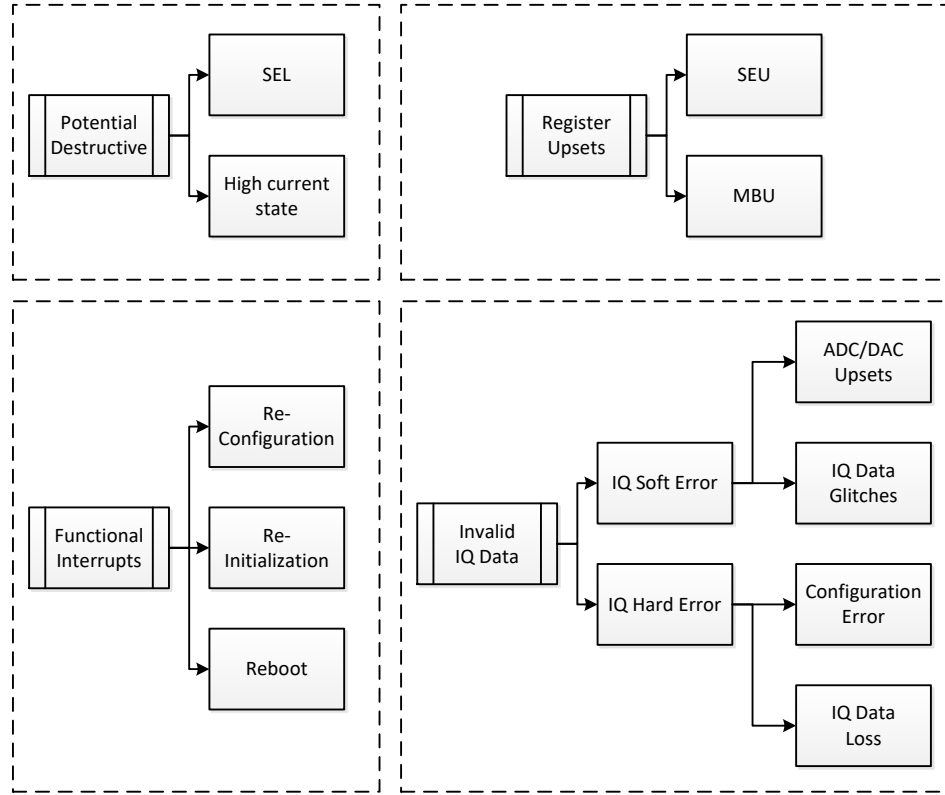 Potential
Destructive
SEL
High current
state
Register
Upsets
SEU
MBU
Functional
Interrupts
Re-
Configuration
Re-
Initialization
Reboot
Invalid
IQ Data
IQ Soft Error
IQ Hard Error
ADC/DAC
Upsets
IQ Data
Glitches
Configuration
Error
IQ Data
Loss